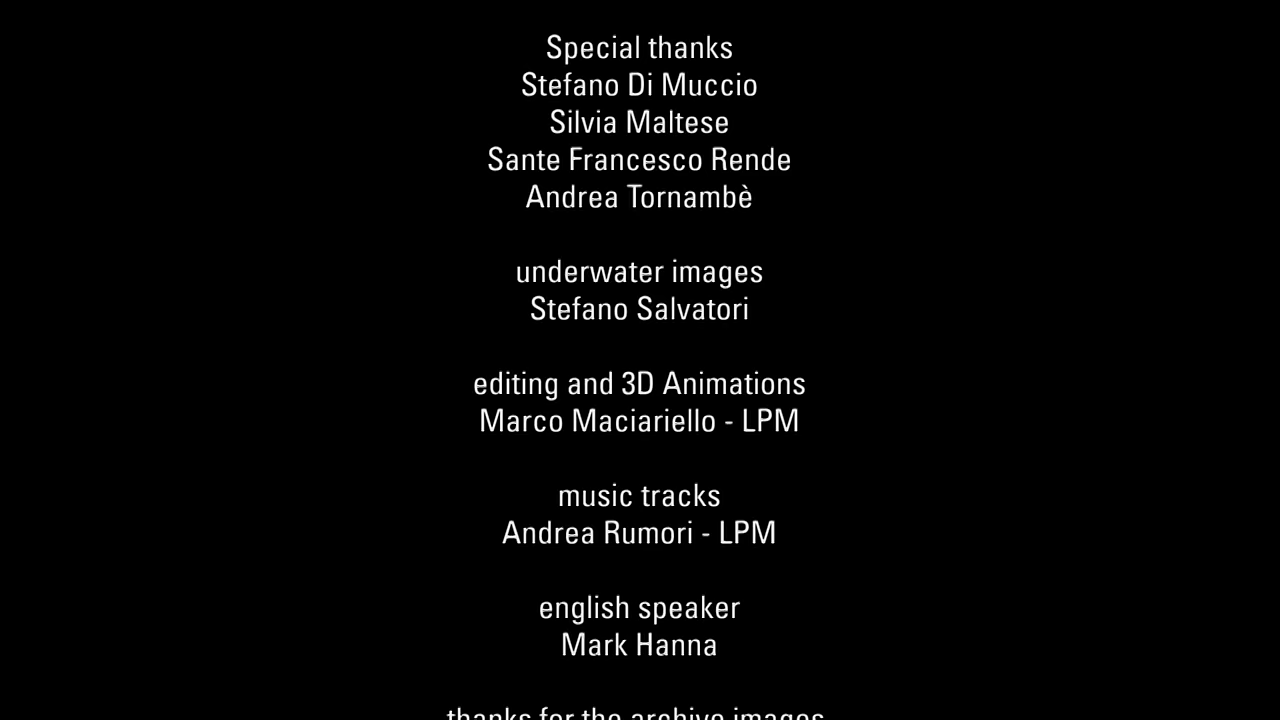 Special thanks
Stefano Di Muccio
Silvia Maltese
Sante Francesco Rende
Andrea Tornambè
underwater images
Stefano Salvatori
editing and 3D Animations
Marco Maciariello - LPM
music tracks
Andrea Rumori - LPM
english speaker
Mark Hanna
thanks for the archive images